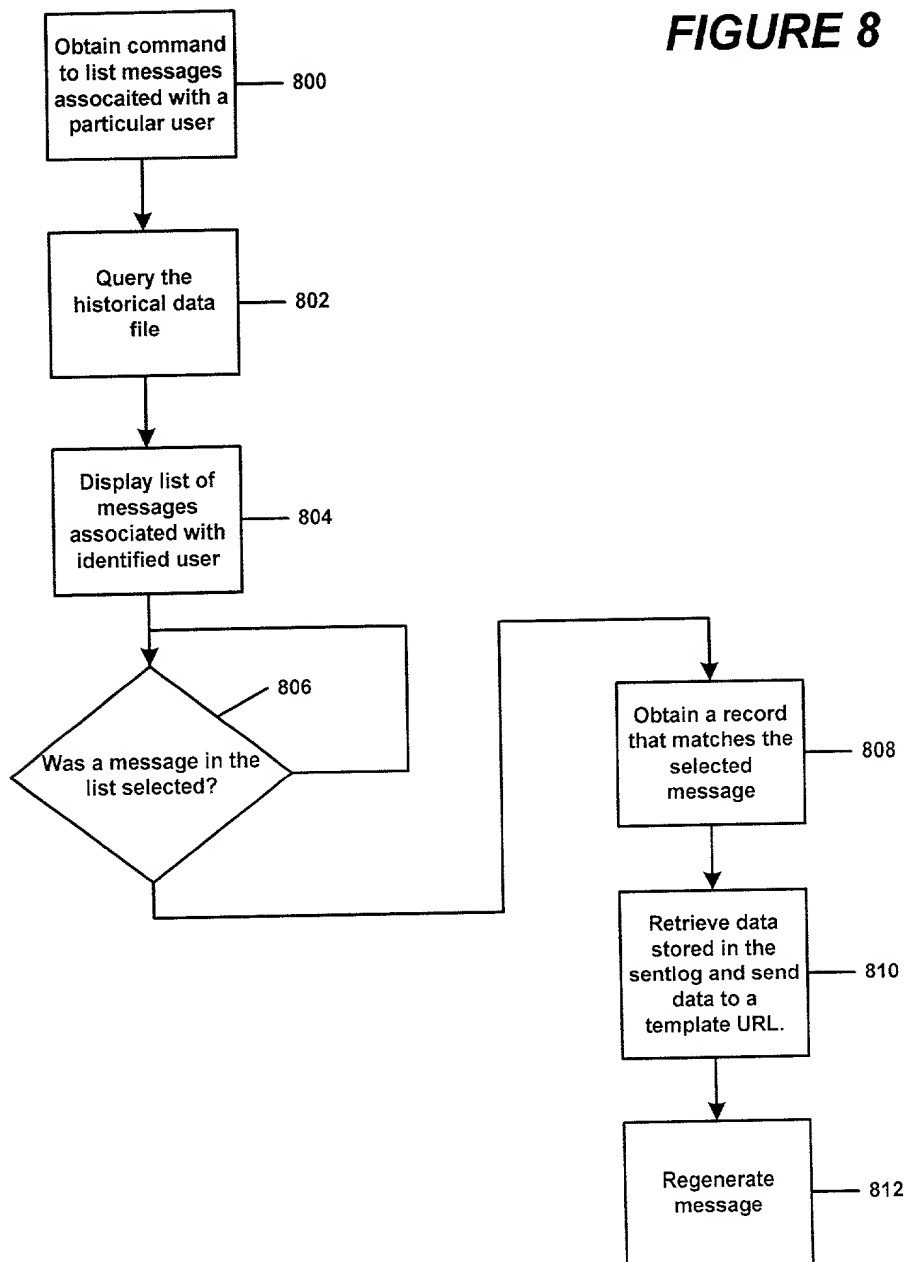 FIGURE 8
Obtain command
to list messages
assocaited with a
particular user
800
Query the
historical data
file
802
Display list of
messages
associated with
identified user
804
806
Was a message in the
list selected?
Obtain a record
that matches the
selected
message
808
Retrieve data
stored in the
sentlog and send
data to a
template URL.
810
Regenerate
message
812